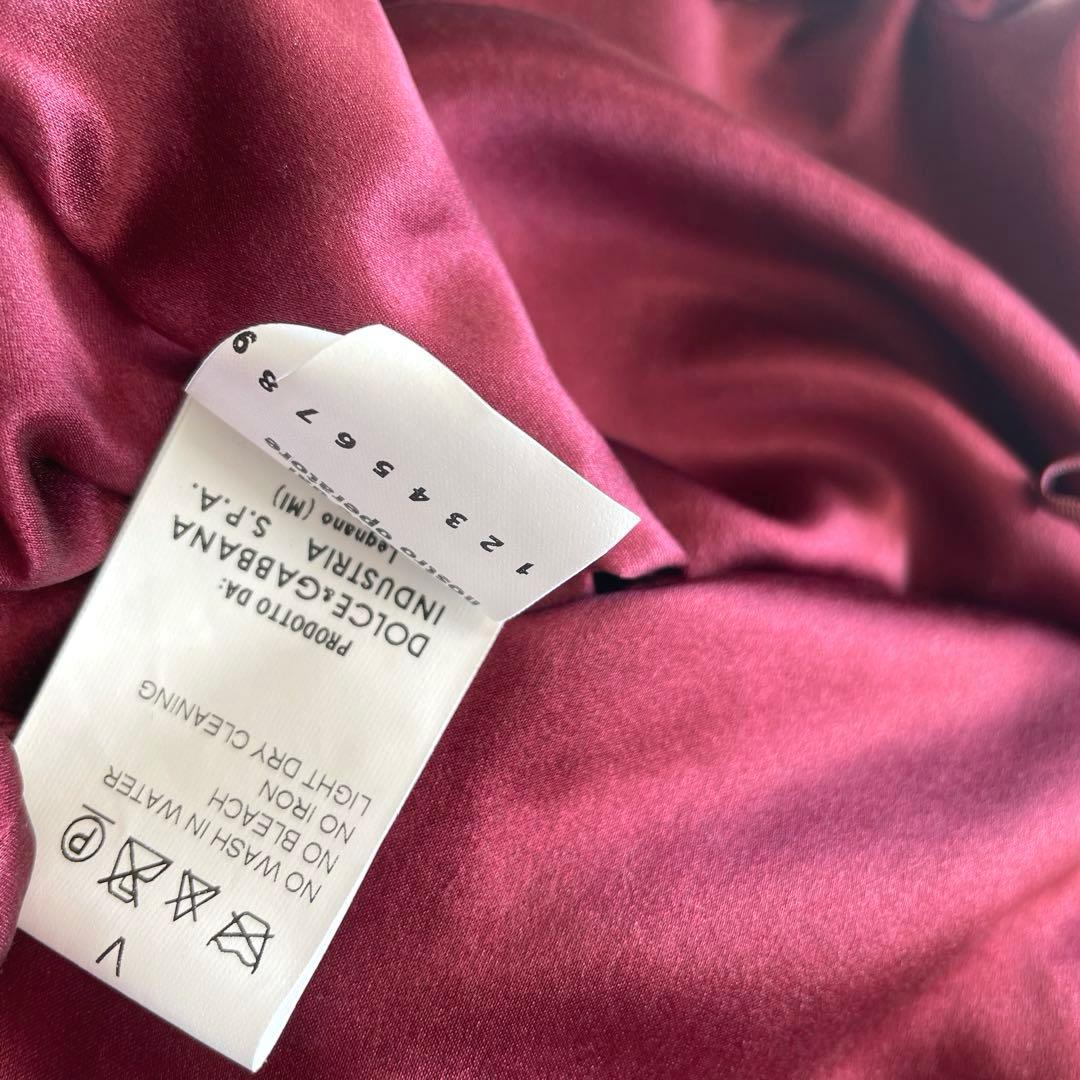 V
P
NO WASH IN WATER
NO BLEACH
NO IRON
LIGHT DRY CLEANING
PRODOTTO DA:
DOLCE&GABBANA
INDUSTRIA S.P.A.
Legnano (MI)
nostro operatore
1 2 3 4 5 6 7 8 9